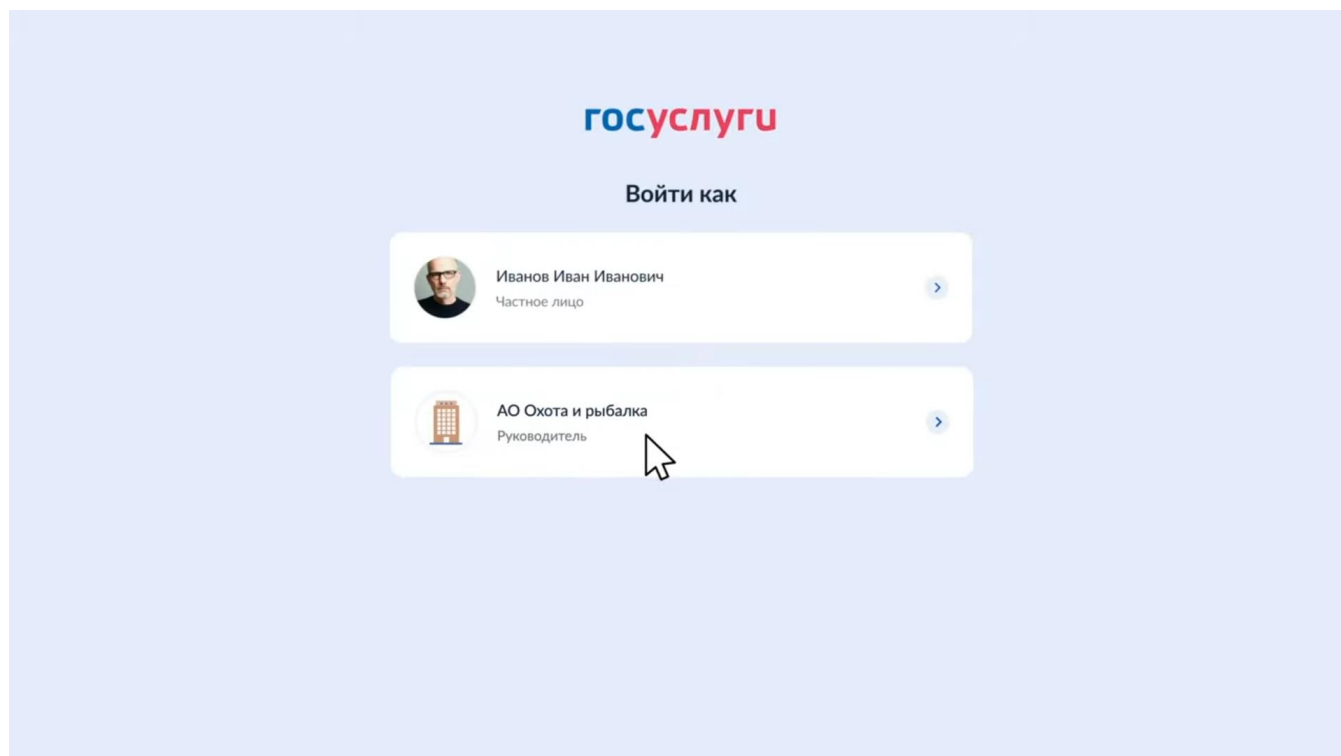 госуслуги
Войти как
Иванов Иван Иванович
Частное лицо
АО Охота и рыбалка
Руководитель